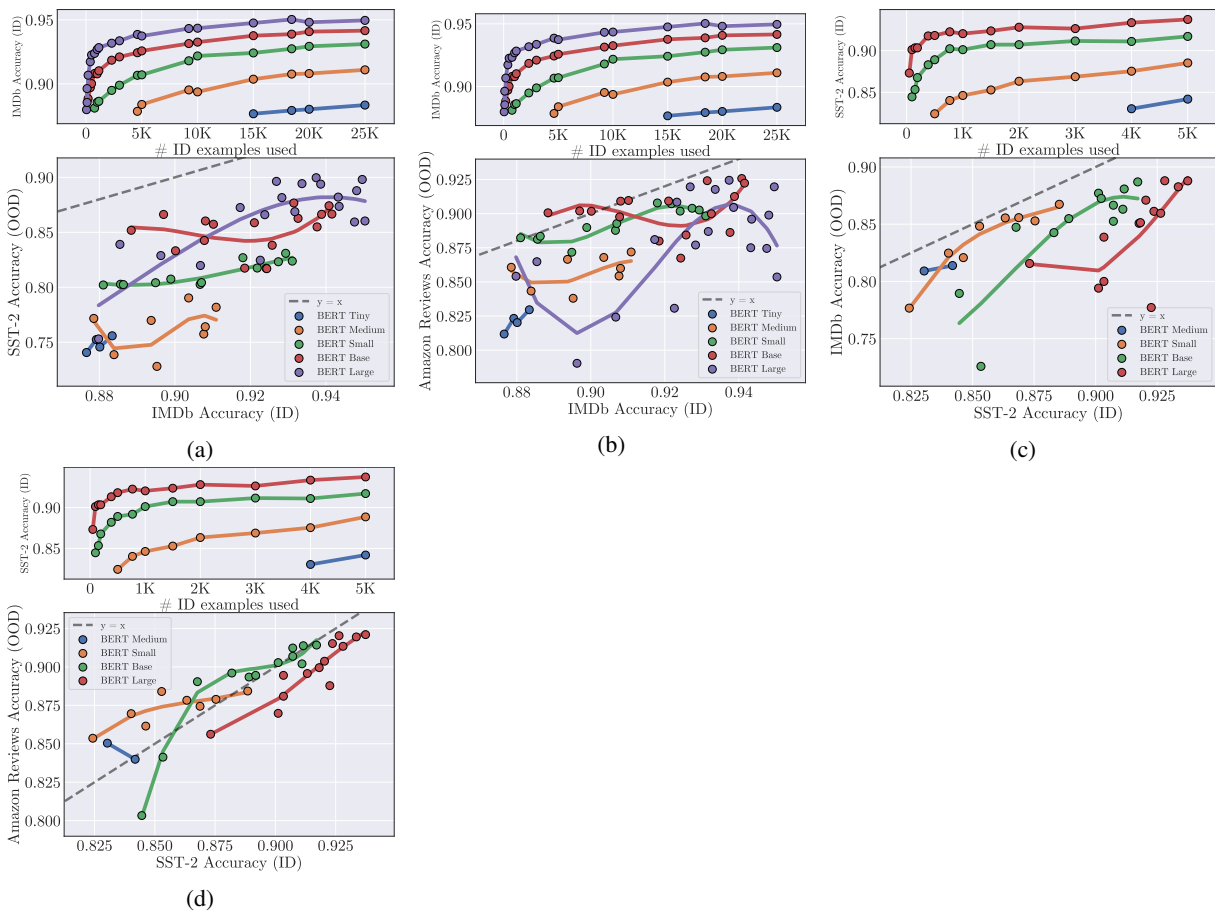 IMDb Accuracy (ID)
0.95
0.90
0 5K 10K 15K 20K 25K
# ID examples used
SST-2 Accuracy (OOD)
0.90
0.85
0.80
0.75
y = x
BERT Tiny
BERT Medium
BERT Small
BERT Base
BERT Large
0.88 0.90 0.92 0.94
IMDb Accuracy (ID)
(a)
IMDb Accuracy (ID)
0.95
0.90
0 5K 10K 15K 20K 25K
# ID examples used
Amazon Reviews Accuracy (OOD)
0.925
0.900
0.875
0.850
0.825
0.800
y = x
BERT Tiny
BERT Medium
BERT Small
BERT Base
BERT Large
0.88 0.90 0.92 0.94
IMDb Accuracy (ID)
(b)
SST-2 Accuracy (ID)
0.90
0.85
0 1K 2K 3K 4K 5K
# ID examples used
IMDb Accuracy (OOD)
0.90
0.85
0.80
0.75
y = x
BERT Medium
BERT Small
BERT Base
BERT Large
0.825 0.850 0.875 0.900 0.925
SST-2 Accuracy (ID)
(c)
SST-2 Accuracy (ID)
0.90
0.85
0 1K 2K 3K 4K 5K
# ID examples used
Amazon Reviews Accuracy (OOD)
0.925
0.900
0.875
0.850
0.825
0.800
y = x
BERT Medium
BERT Small
BERT Base
BERT Large
0.825 0.850 0.875 0.900 0.925
SST-2 Accuracy (ID)
(d)